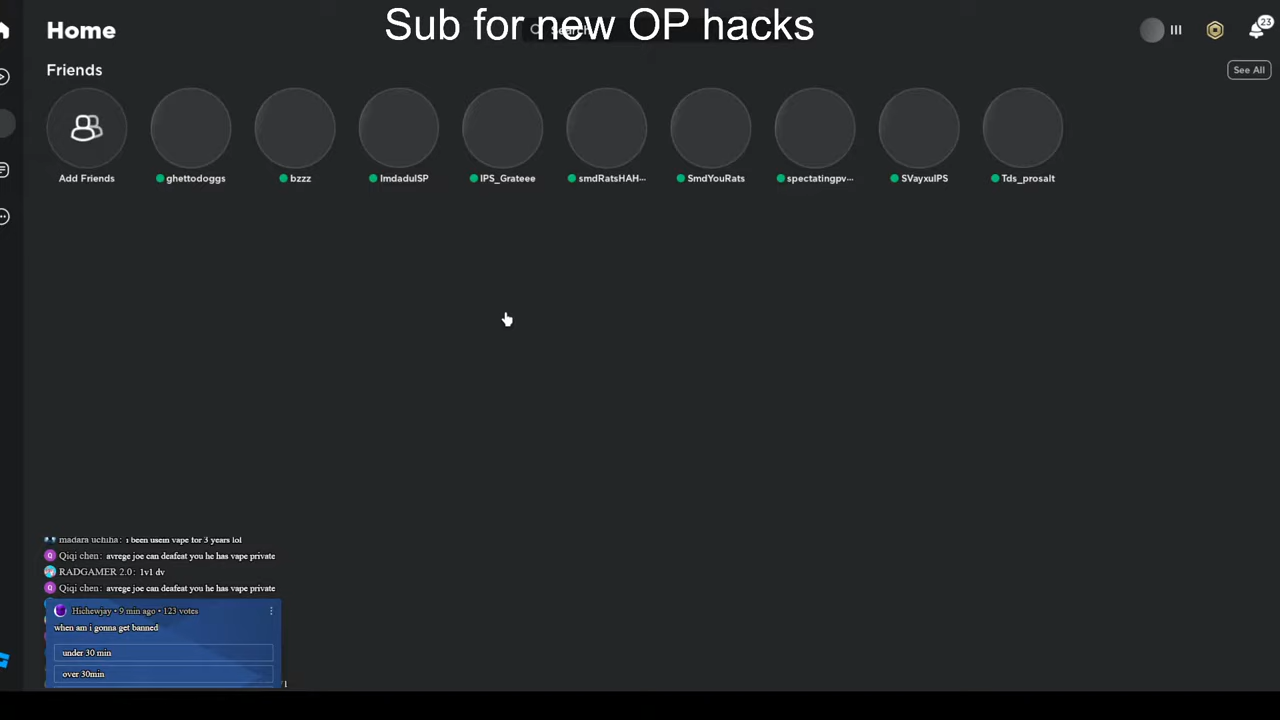 Sub for new OP hacks
Home
III
23
Friends
See All
Add Friends
ghettodoggs
bzzz
ImdadulSP
IPS_Grateee
smdRatsHAH...
SmdYouRats
spectatingpv...
SVayxulPS
Tds_prosalt
madara uchiha: i been usein vape for 3 years lol
Qiqi chen: avrege joe can deafeat you he has vape private
RADGAMER 2.0: 1v1 dv
Qiqi chen: avrege joe can deafeat you he has vape private
Hichewjay • 9 min ago • 123 votes
when am i gonna get banned
under 30 min
over 30min